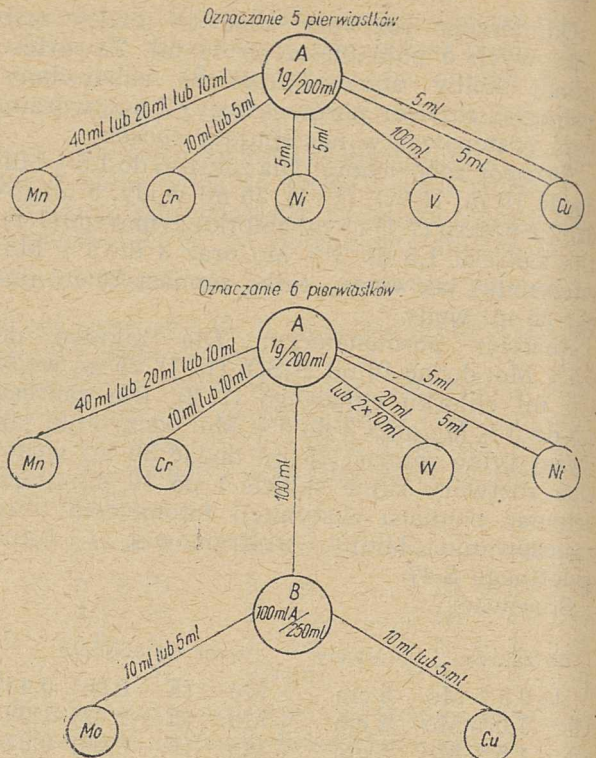 Oznaczanie 5 pierwiastków
A
1g/200ml
40ml lub 20ml lub 10ml
10ml lub 5ml
5ml
5ml
100ml
5ml
5ml
Mn
Cr
Ni
V
Cu
Oznaczanie 6 pierwiastków
A
1g/200ml
40ml lub 20ml lub 10ml
10ml lub 10ml
100ml
20ml
lub 2×10ml
5ml
5ml
Mn
Cr
W
Ni
B
100mlA/250ml
10ml lub 5ml
10ml lub 5ml
Mo
Cu